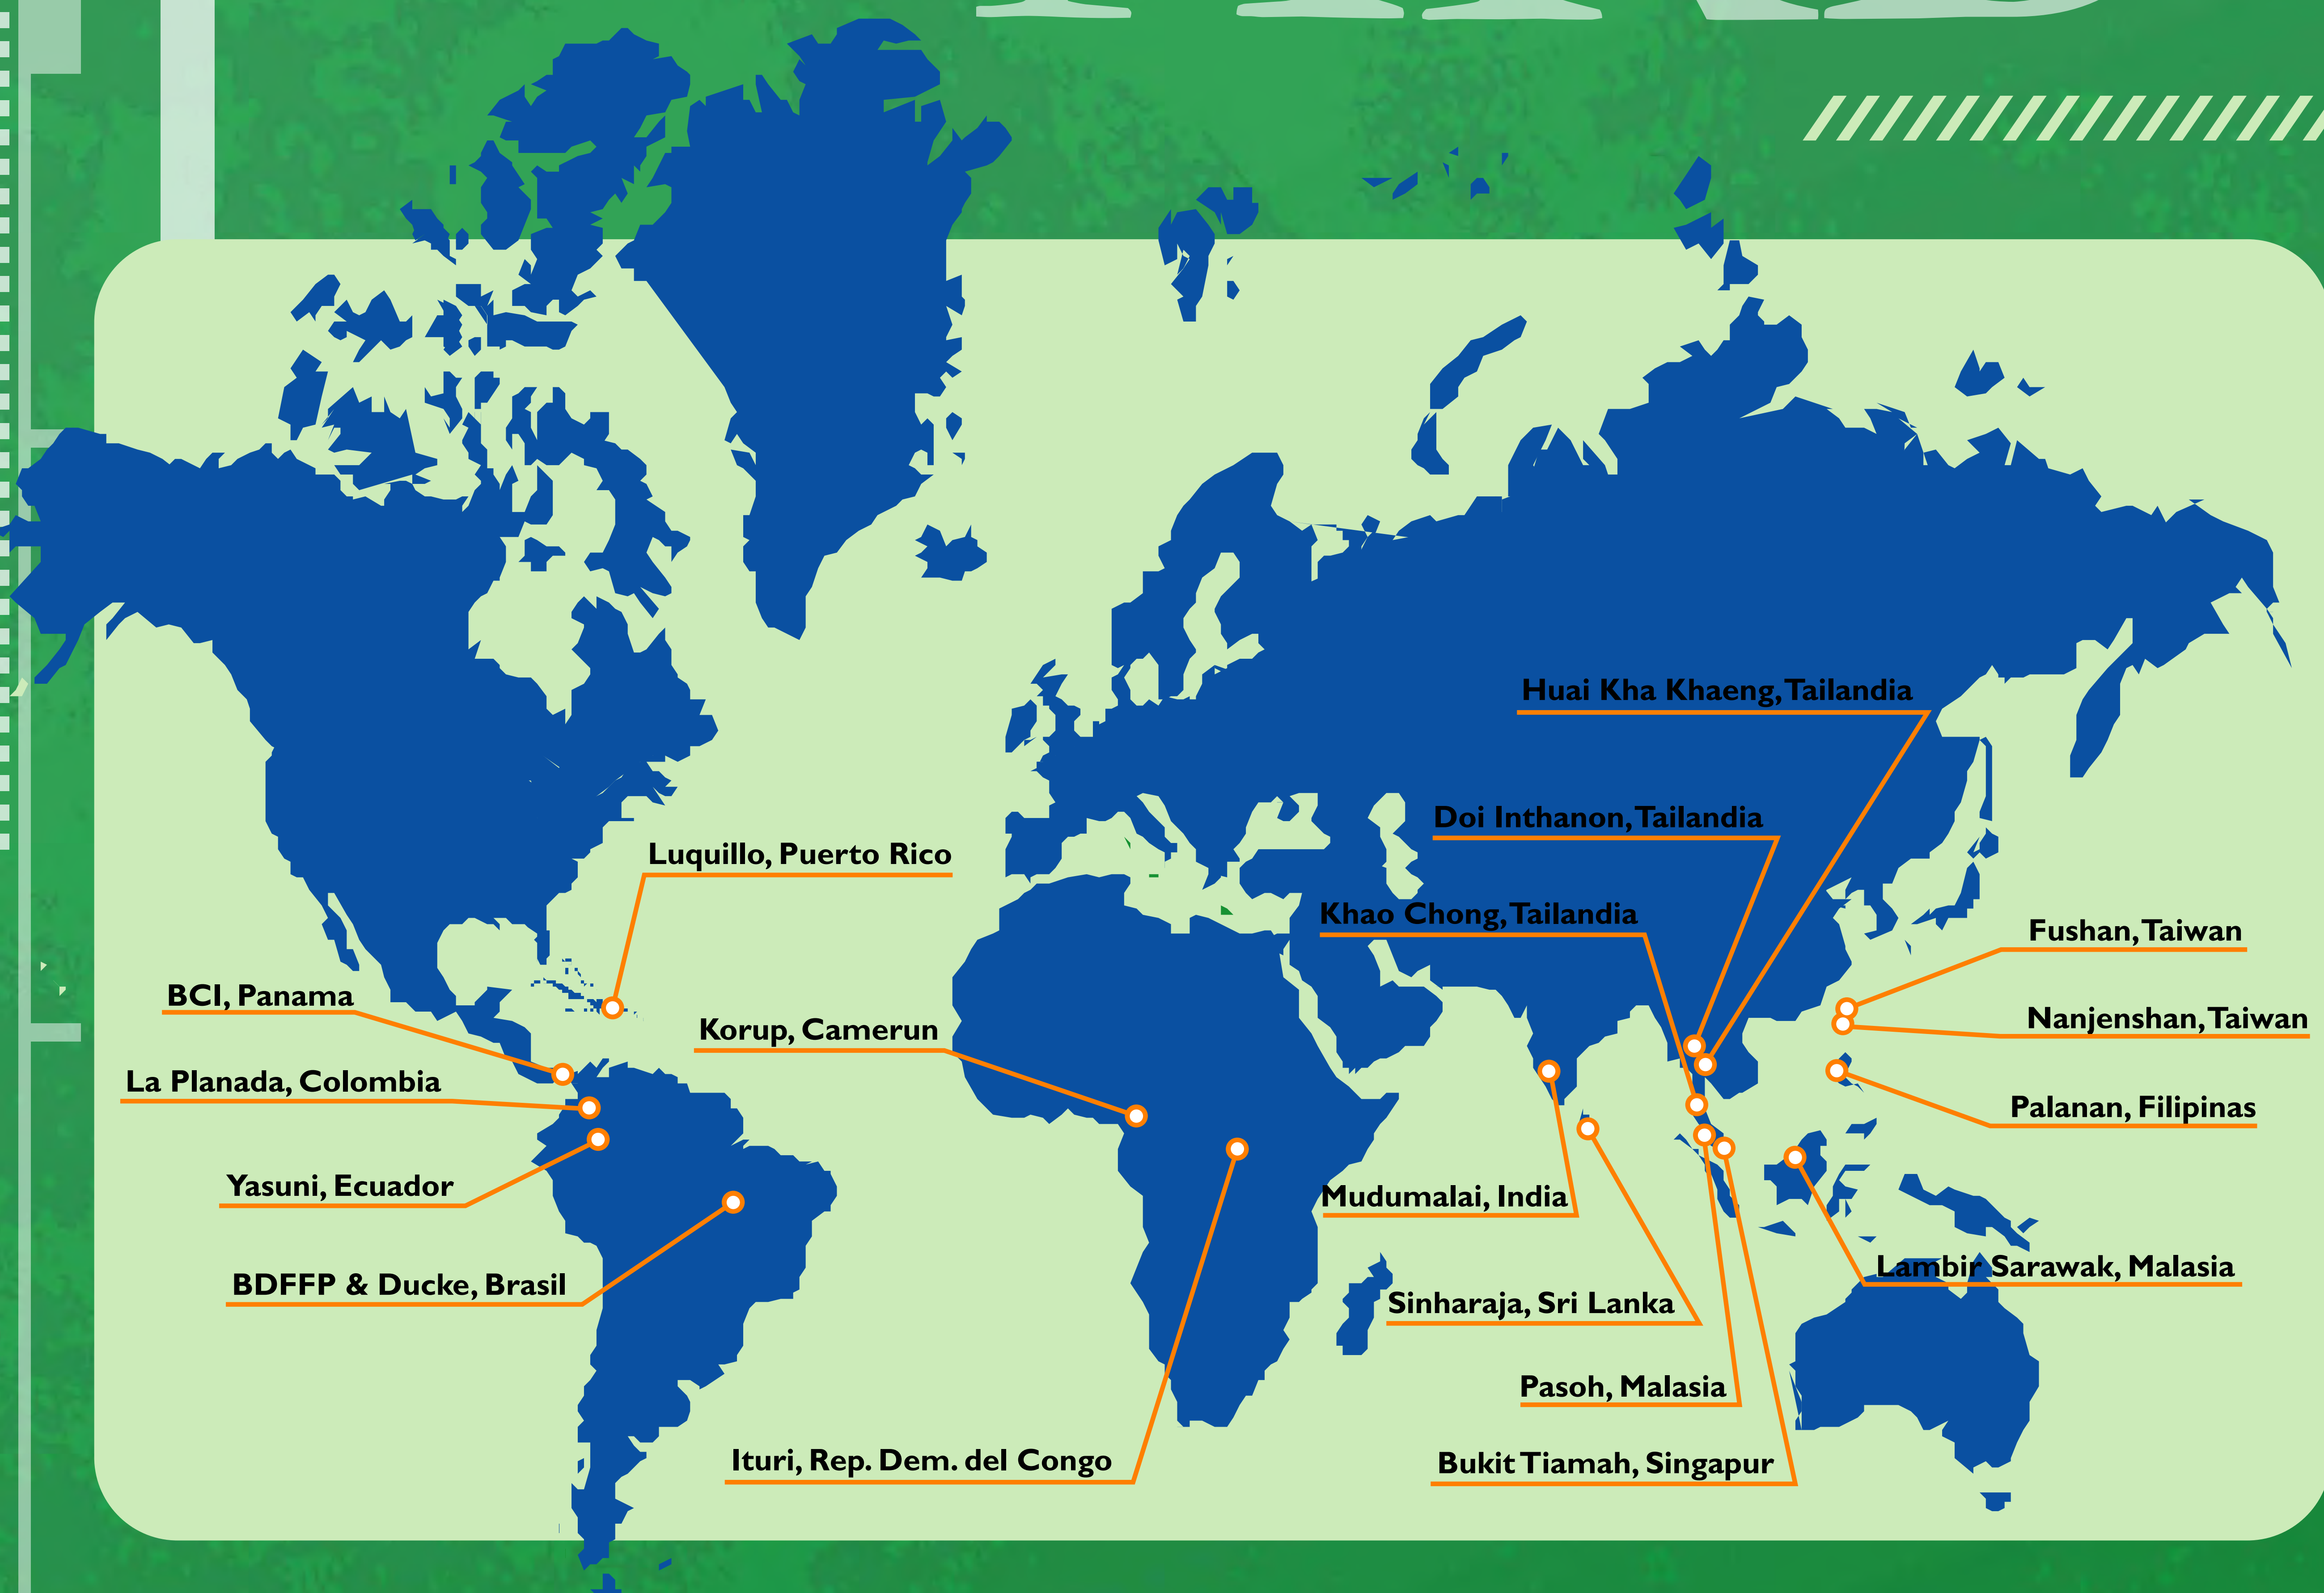 Huai Kha Khaeng, Tailandia
Doi Inthanon, Tailandia
Luquillo, Puerto Rico
Khao Chong, Tailandia
Fushan, Taiwan
BCI, Panama
Nanjenshan, Taiwan
Korup, Camerun
La Planada, Colombia
Palanan, Filipinas
Yasuni, Ecuador
Mudumalai, India
Lambir Sarawak, Malasia
BDFFP & Ducke, Brasil
Sinharaja, Sri Lanka
Pasoh, Malasia
Ituri, Rep. Dem. del Congo
Bukit Tiamah, Singapur